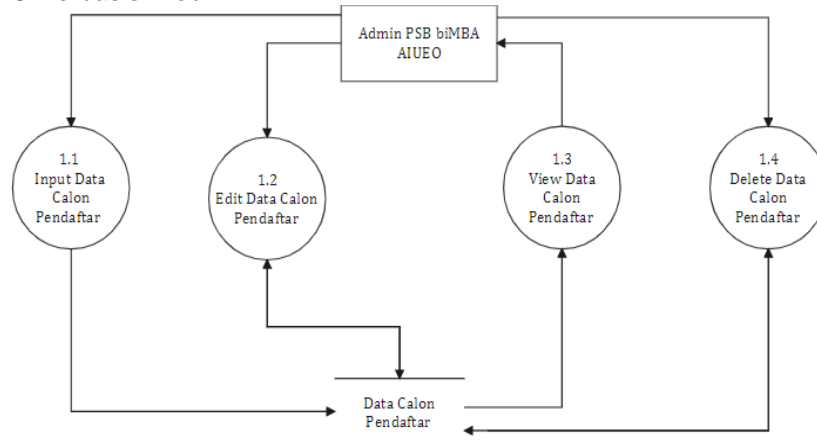 Admin PSB biMBA
AIUEO
1.1
Input Data
Calon
Pendaftar
1.2
Edit Data Calon
Pendaftar
1.3
View Data
Calon
Pendaftar
1.4
Delete Data
Calon
Pendaftar
Data Calon
Pendaftar